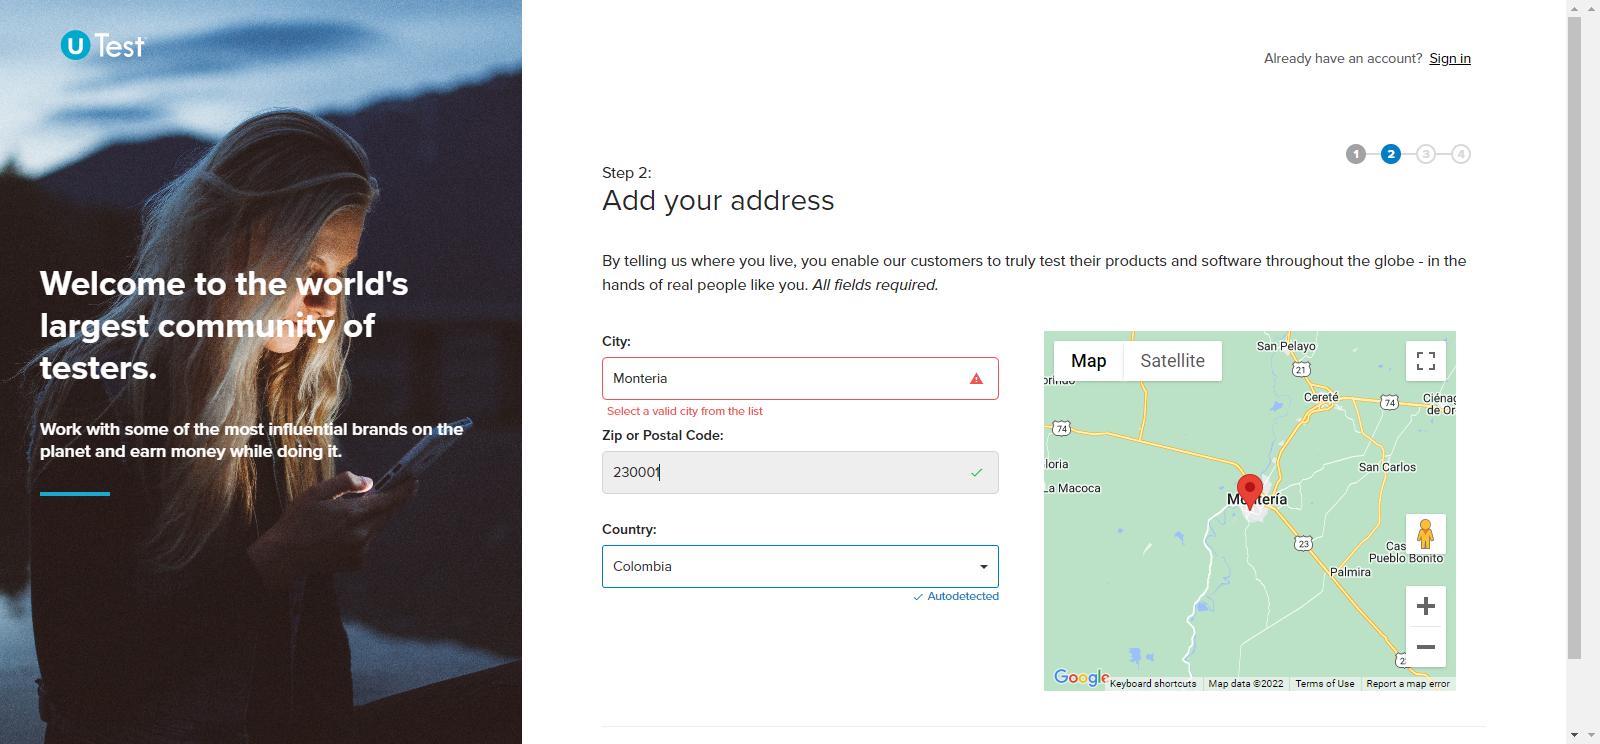 u Test
Welcome to the world's
largest community of
testers.
Work with some of the most influential brands on the
planet and earn money while doing it.
Already have an account? Sign in
1 2 3 4
Step 2:
Add your address
By telling us where you live, you enable our customers to truly test their products and software throughout the globe - in the
hands of real people like you. All fields required.
City:
Monteria
Select a valid city from the list
Zip or Postal Code:
230001
Country:
Colombia
Autodetected
Map Satellite
San Pelayo
21
Cereté
74
Ciénag
de Or
74
loria
San Carlos
La Macoca
Montería
23
Cas
Pueblo Bonito
Palmira
Google
Keyboard shortcuts Map data ©2022 Terms of Use Report a map error